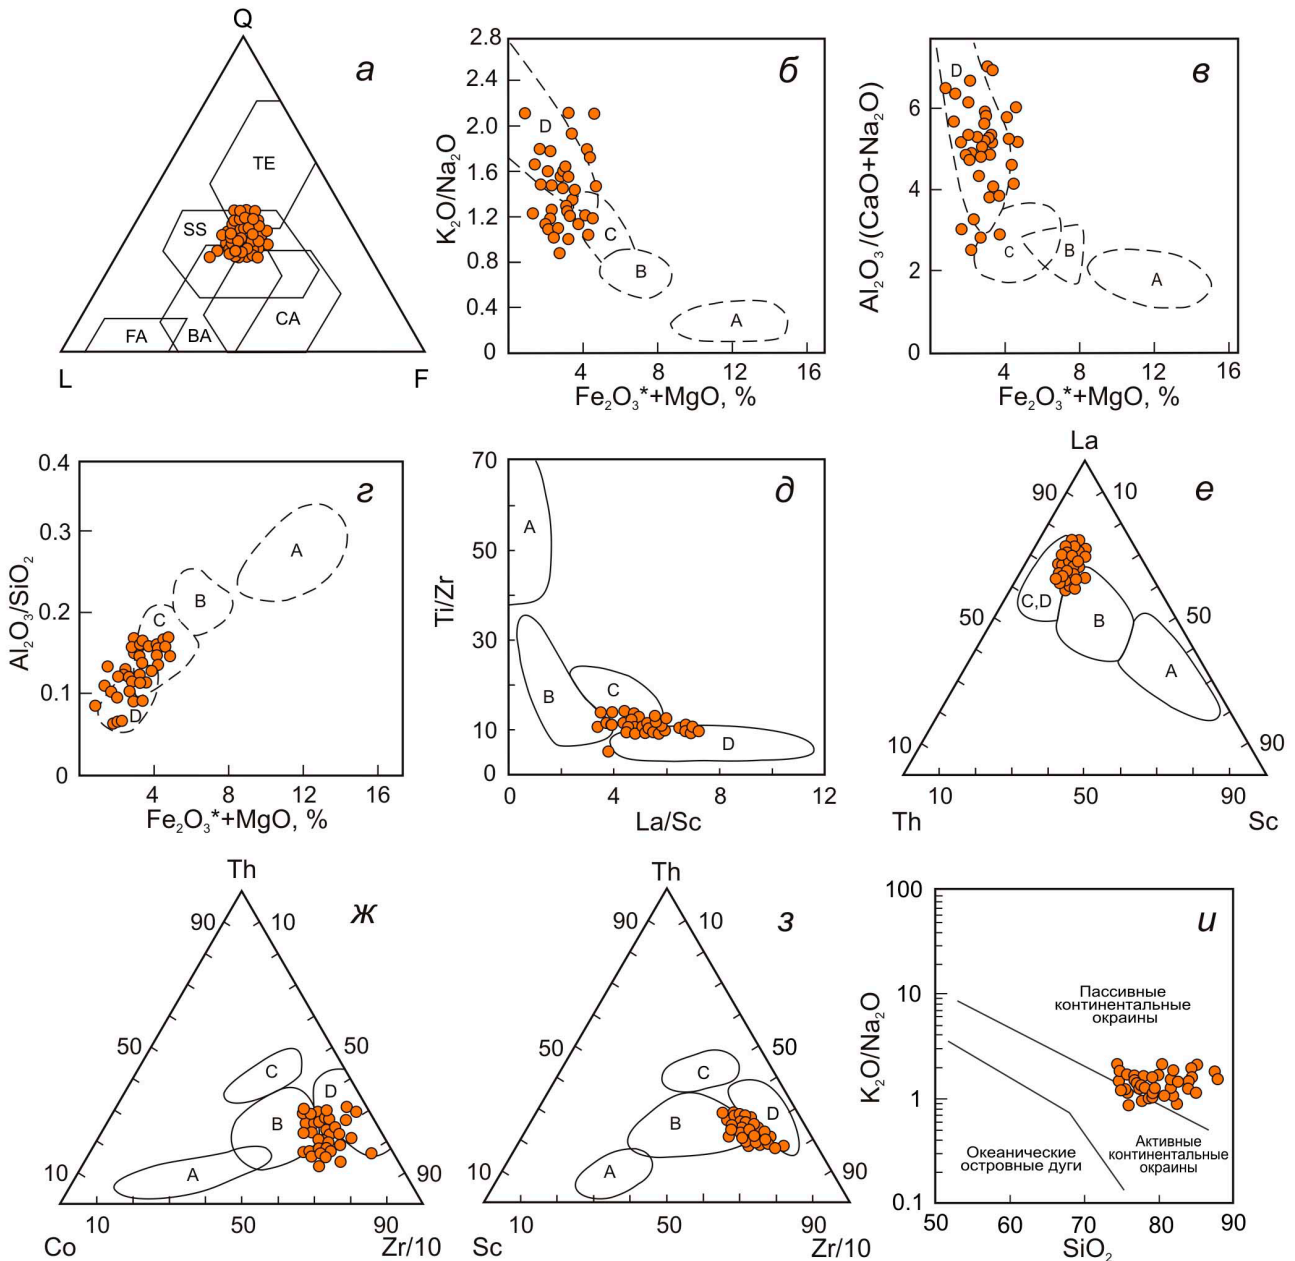 Q
а
TE
SS
FA
BA
CA
L
F
2.8
2.4
2.0
1.6
1.2
0.8
0.4
0
K₂O/Na₂O
б
D
C
B
A
4
8
12
16
Fe₂O₃*+MgO, %
6
4
2
0
Al₂O₃/(CaO+Na₂O)
в
D
C
B
A
4
8
12
16
Fe₂O₃*+MgO, %
0.4
0.3
0.2
0.1
0
Al₂O₃/SiO₂
г
A
B
C
D
4
8
12
16
Fe₂O₃*+MgO, %
70
50
30
10
0
Ti/Zr
д
A
B
C
D
0
4
8
12
La/Sc
La
е
90
10
C,D
50
B
50
A
10
90
10
50
90
Th
Sc
Th
ж
90
10
50
50
C
D
B
A
10
90
10
50
90
Co
Zr/10
Th
з
90
10
50
50
C
D
B
A
10
90
10
50
90
Sc
Zr/10
100
10
1
0.1
K₂O/Na₂O
и
Пассивные
континентальные
окраины
Океанические
островные дуги
Активные
континентальные
окраины
50
60
70
80
90
SiO₂